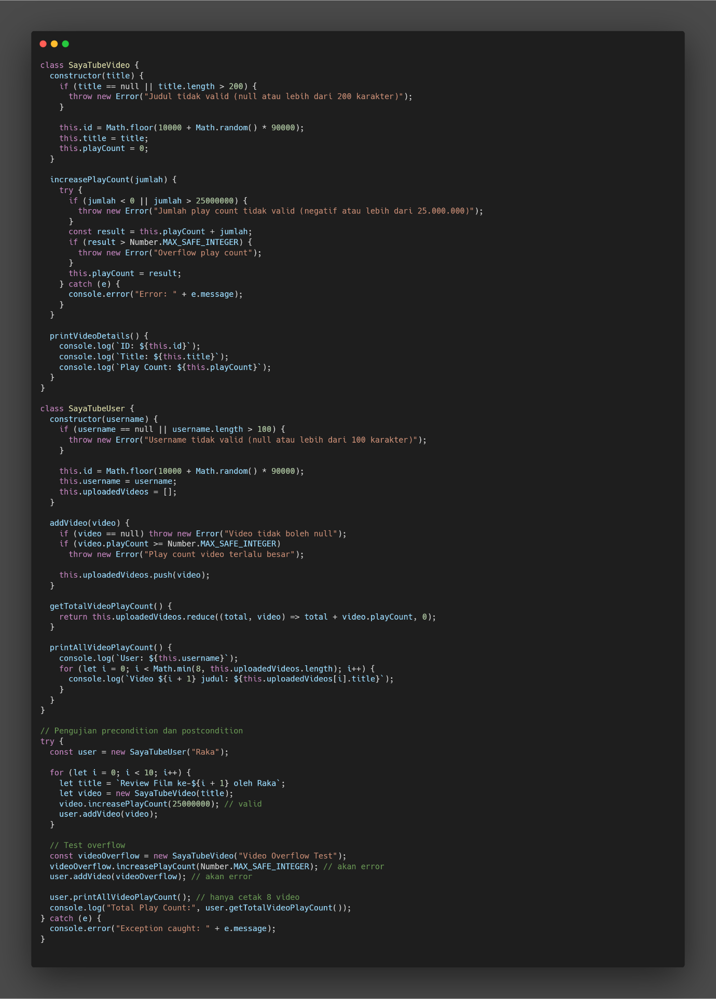 class SayaTubeVideo {
  constructor(title) {
    if (title == null || title.length > 200) {
      throw new Error("Judul tidak valid (null atau lebih dari 200 karakter)");
    }

    this.id = Math.floor(10000 + Math.random() * 90000);
    this.title = title;
    this.playCount = 0;
  }

  increasePlayCount(jumlah) {
    try {
      if (jumlah < 0 || jumlah > 25000000) {
        throw new Error("Jumlah play count tidak valid (negatif atau lebih dari 25.000.000)");
      }
      const result = this.playCount + jumlah;
      if (result > Number.MAX_SAFE_INTEGER) {
        throw new Error("Overflow play count");
      }
      this.playCount = result;
    } catch (e) {
      console.error("Error: " + e.message);
    }
  }

  printVideoDetails() {
    console.log(`ID: ${this.id}`);
    console.log(`Title: ${this.title}`);
    console.log(`Play Count: ${this.playCount}`);
  }
}

class SayaTubeUser {
  constructor(username) {
    if (username == null || username.length > 100) {
      throw new Error("Username tidak valid (null atau lebih dari 100 karakter)");
    }

    this.id = Math.floor(10000 + Math.random() * 90000);
    this.username = username;
    this.uploadedVideos = [];
  }

  addVideo(video) {
    if (video == null) throw new Error("Video tidak boleh null");
    if (video.playCount >= Number.MAX_SAFE_INTEGER)
      throw new Error("Play count video terlalu besar");

    this.uploadedVideos.push(video);
  }

  getTotalVideoPlayCount() {
    return this.uploadedVideos.reduce((total, video) => total + video.playCount, 0);
  }

  printAllVideoPlayCount() {
    console.log(`User: ${this.username}`);
    for (let i = 0; i < Math.min(8, this.uploadedVideos.length); i++) {
      console.log(`Video ${i + 1} judul: ${this.uploadedVideos[i].title}`);
    }
  }
}

// Pengujian precondition dan postcondition
try {
  const user = new SayaTubeUser("Raka");

  for (let i = 0; i < 10; i++) {
    let title = `Review Film ke-${i + 1} oleh Raka`;
    let video = new SayaTubeVideo(title);
    video.increasePlayCount(25000000); // valid
    user.addVideo(video);
  }

  // Test overflow
  const videoOverflow = new SayaTubeVideo("Video Overflow Test");
  videoOverflow.increasePlayCount(Number.MAX_SAFE_INTEGER); // akan error
  user.addVideo(videoOverflow); // akan error

  user.printAllVideoPlayCount(); // hanya cetak 8 video
  console.log("Total Play Count:", user.getTotalVideoPlayCount());
} catch (e) {
  console.error("Exception caught: " + e.message);
}